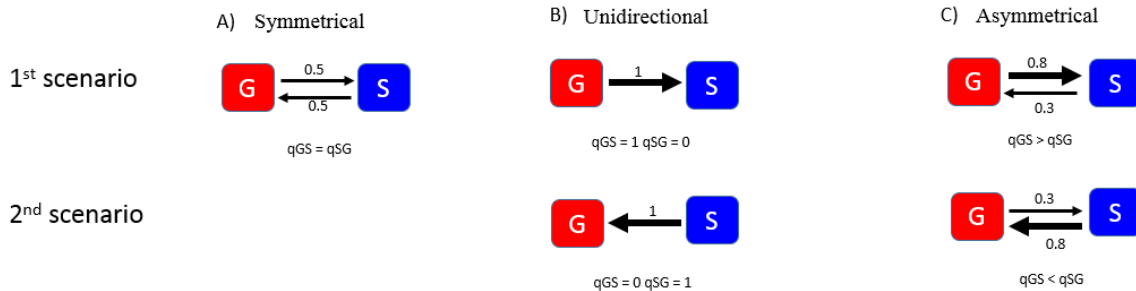 A) Symmetrical
B) Unidirectional
C) Asymmetrical
1st scenario
G 0.5 S
0.5
qGS = qSG
G 1 S
qGS = 1 qSG = 0
G 0.8 S
0.3
qGS > qSG
2nd scenario
G 1 S
qGS = 0 qSG = 1
G 0.3 S
0.8
qGS < qSG